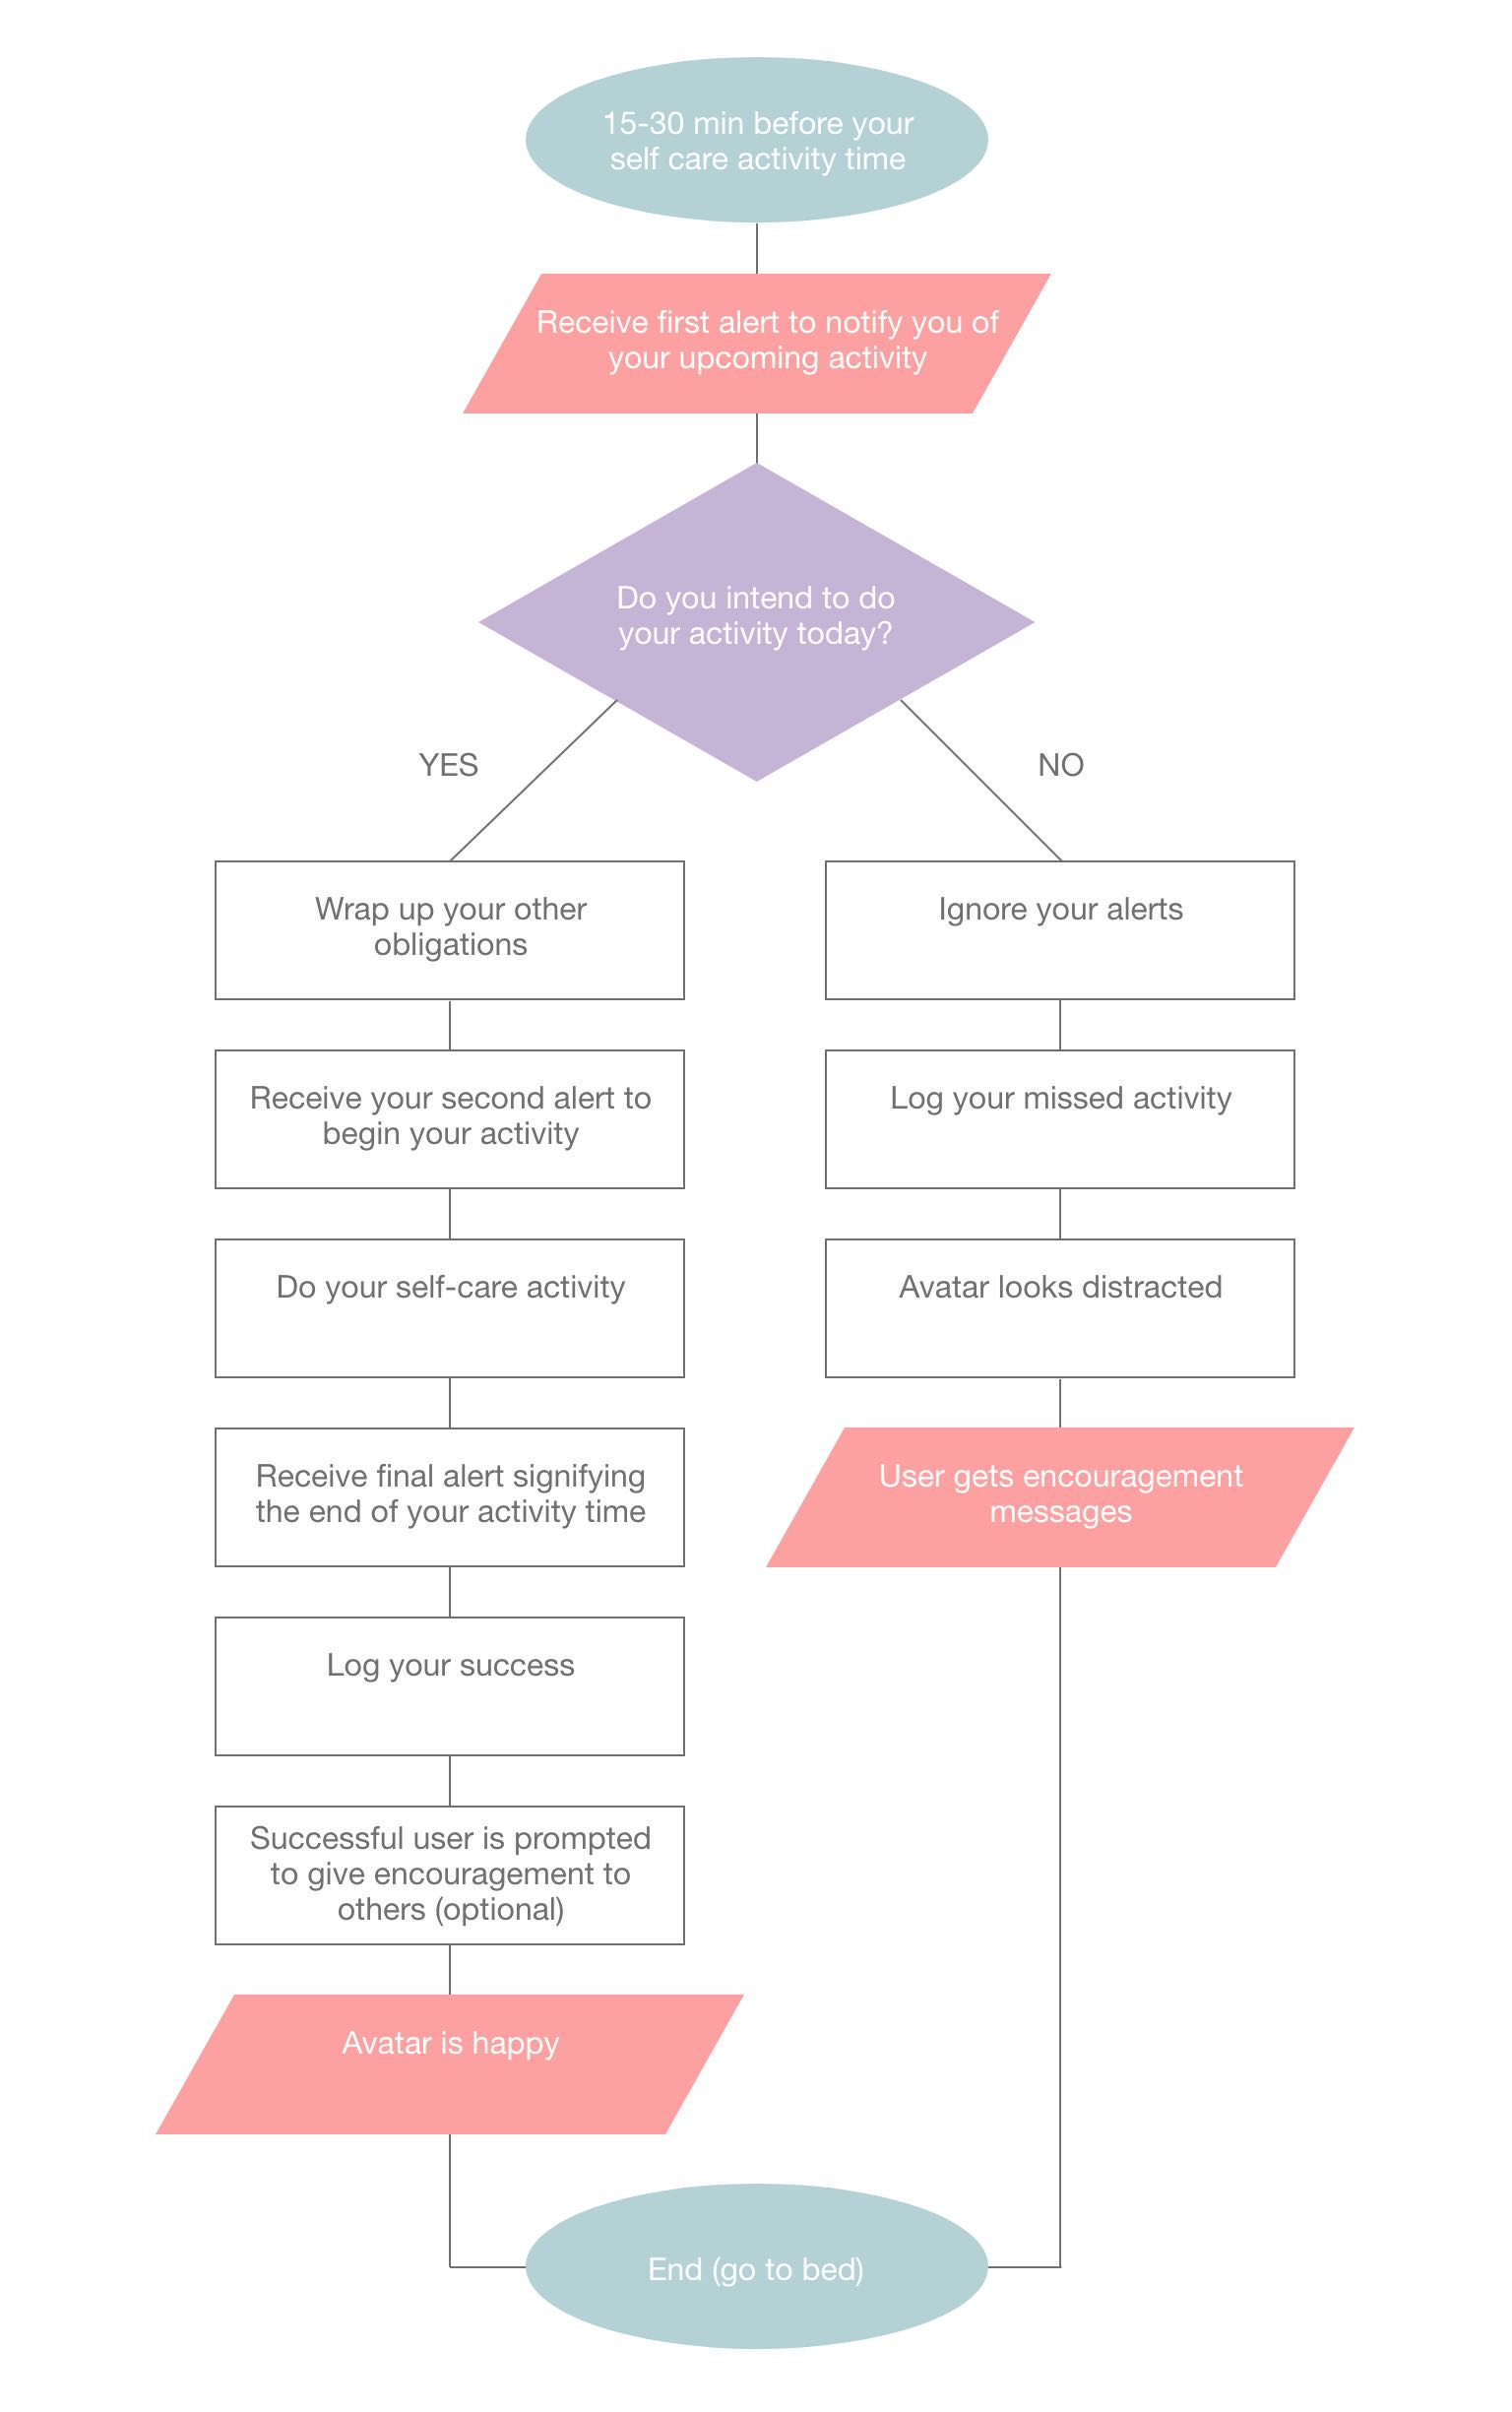 15-30 min before your
self care activity time
Receive first alert to notify you of
your upcoming activity
Do you intend to do
your activity today?
YES
NO
Wrap up your other
obligations
Receive your second alert to
begin your activity
Do your self-care activity
Receive final alert signifying
the end of your activity time
Log your success
Successful user is prompted
to give encouragement to
others (optional)
Avatar is happy
Ignore your alerts
Log your missed activity
Avatar looks distracted
User gets encouragement
messages
End (go to bed)